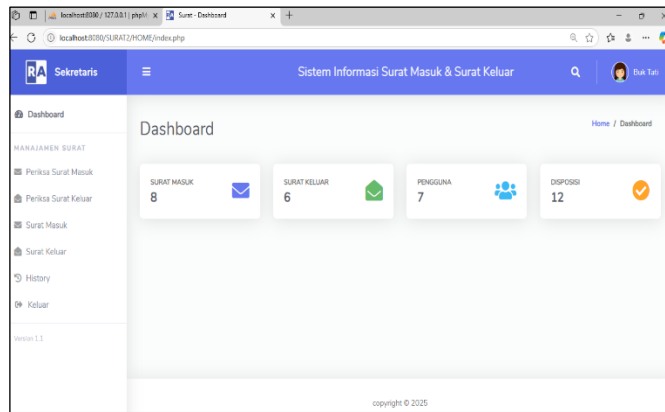 localhost:8080 / 127.0.0.1 | phpM
Surat - Dashboard
localhost:8080/SURAT2/HOME/index.php
RA Sekretaris
Sistem Informasi Surat Masuk & Surat Keluar
Buk Tati
Dashboard
MANAJAMEN SURAT
Periksa Surat Masuk
Periksa Surat Keluar
Surat Masuk
Surat Keluar
History
Keluar
Version 1.1
Dashboard
Home / Dashboard
SURAT MASUK
8
SURAT KELUAR
6
PENGGUNA
7
DISPOSISI
12
copyright © 2025